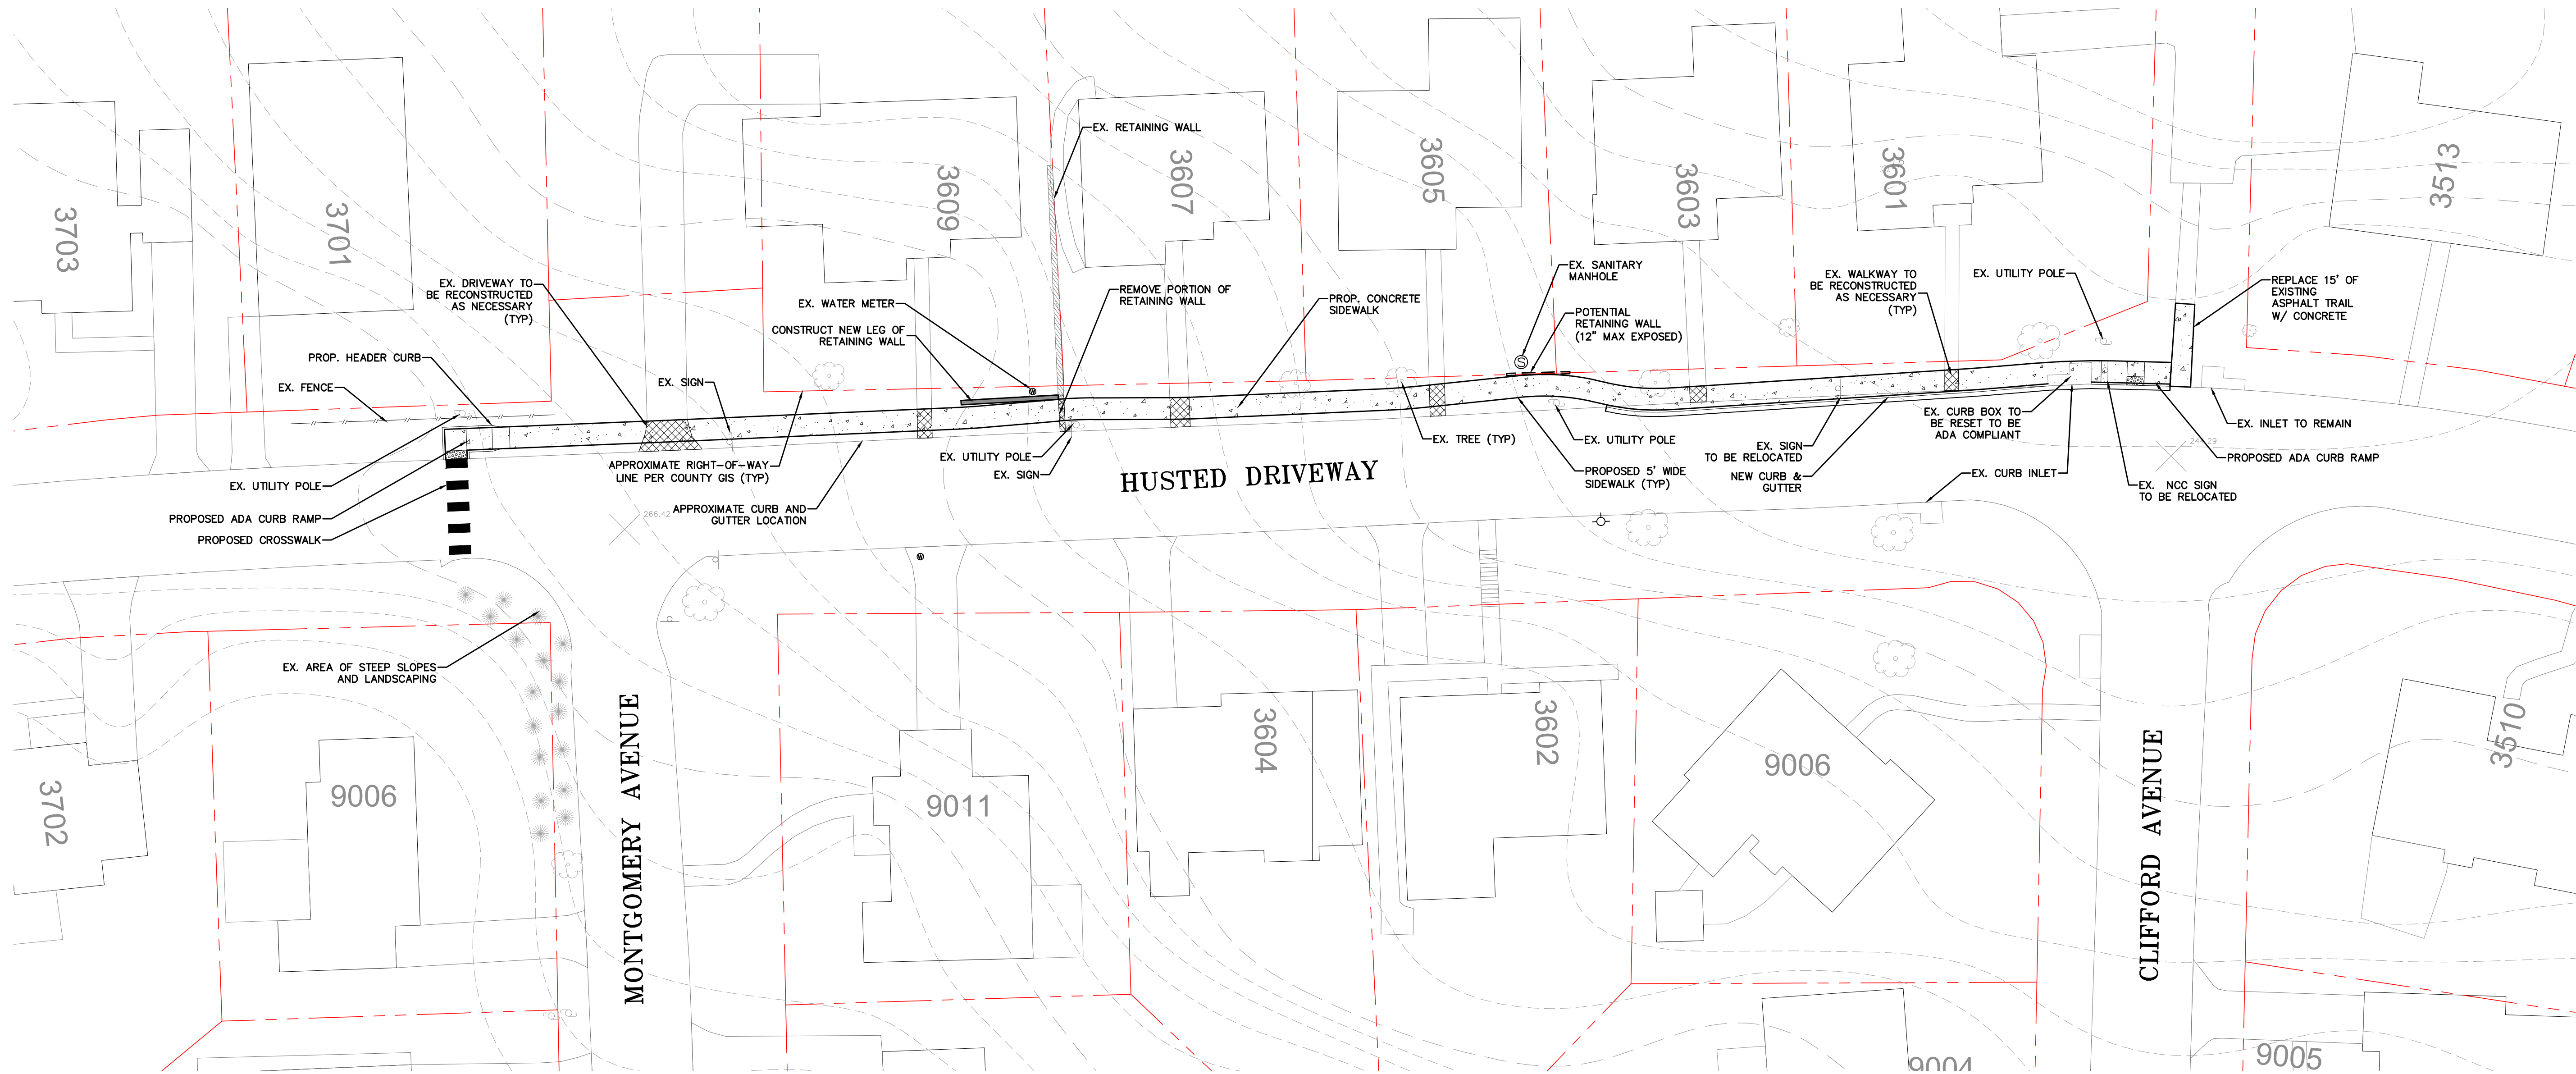 EX. RETAINING WALL
3703
3701
3609
3607
3605
3603
3601
3513
EX. DRIVEWAY TO
BE RECONSTRUCTED
AS NECESSARY
(TYP)
EX. WATER METER
CONSTRUCT NEW LEG OF
RETAINING WALL
REMOVE PORTION OF
RETAINING WALL
PROP. CONCRETE
SIDEWALK
EX. SANITARY
MANHOLE
S
POTENTIAL
RETAINING WALL
(12" MAX EXPOSED)
EX. WALKWAY TO
BE RECONSTRUCTED
AS NECESSARY
(TYP)
EX. UTILITY POLE
REPLACE 15' OF
EXISTING
ASPHALT TRAIL
W/ CONCRETE
PROP. HEADER CURB
EX. FENCE
EX. SIGN
EX. UTILITY POLE
PROPOSED ADA CURB RAMP
PROPOSED CROSSWALK
APPROXIMATE RIGHT-OF-WAY
LINE PER COUNTY GIS (TYP)
266.42
APPROXIMATE CURB AND
GUTTER LOCATION
EX. UTILITY POLE
EX. SIGN
HUSTED DRIVEWAY
EX. TREE (TYP)
EX. UTILITY POLE
PROPOSED 5' WIDE
SIDEWALK (TYP)
EX. SIGN
TO BE RELOCATED
NEW CURB &
GUTTER
EX. CURB BOX TO
BE RESET TO BE
ADA COMPLIANT
EX. CURB INLET
EX. INLET TO REMAIN
PROPOSED ADA CURB RAMP
EX. NCC SIGN
TO BE RELOCATED
EX. AREA OF STEEP SLOPES
AND LANDSCAPING
MONTGOMERY AVENUE
CLIFFORD AVENUE
3702
9006
9011
3604
3602
9006
3510
9004
9005